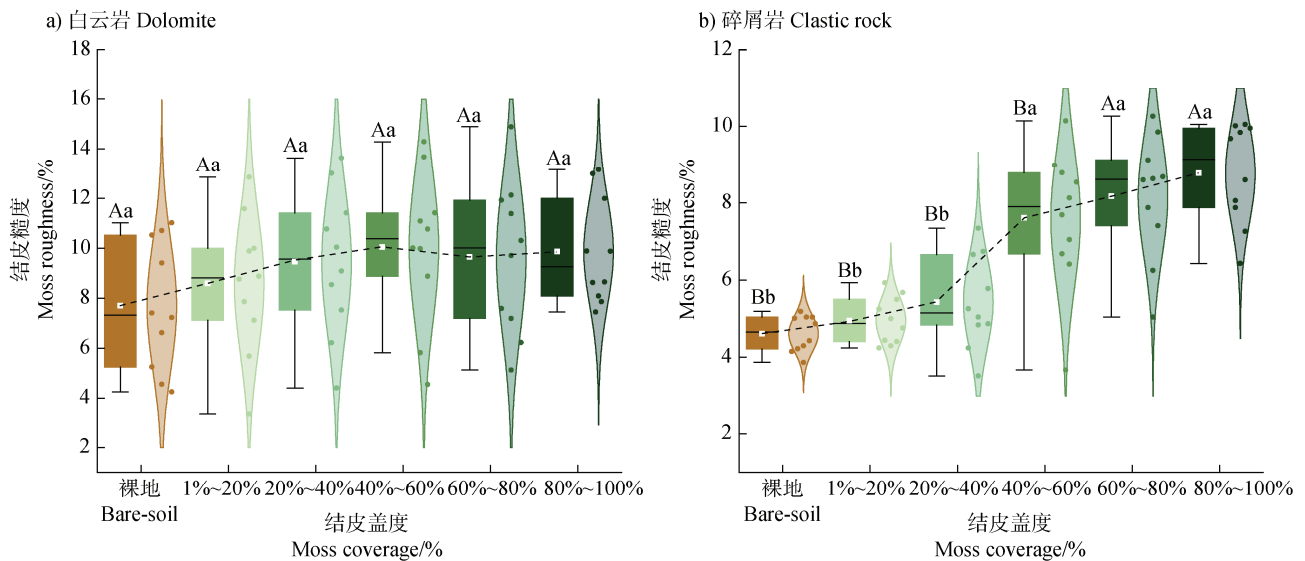 a) 白云岩 Dolomite
18
16
14
12
10
8
6
4
2
结皮糙度
Moss roughness/%
Aa
Aa
Aa
Aa
Aa
Aa
裸地
Bare-soil
1%~20%
20%~40%
40%~60%
60%~80%
80%~100%
结皮盖度
Moss coverage/%
b) 碎屑岩 Clastic rock
12
10
8
6
4
2
结皮糙度
Moss roughness/%
Bb
Bb
Bb
Ba
Aa
Aa
裸地
Bare-soil
1%~20%
20%~40%
40%~60%
60%~80%
80%~100%
结皮盖度
Moss coverage/%